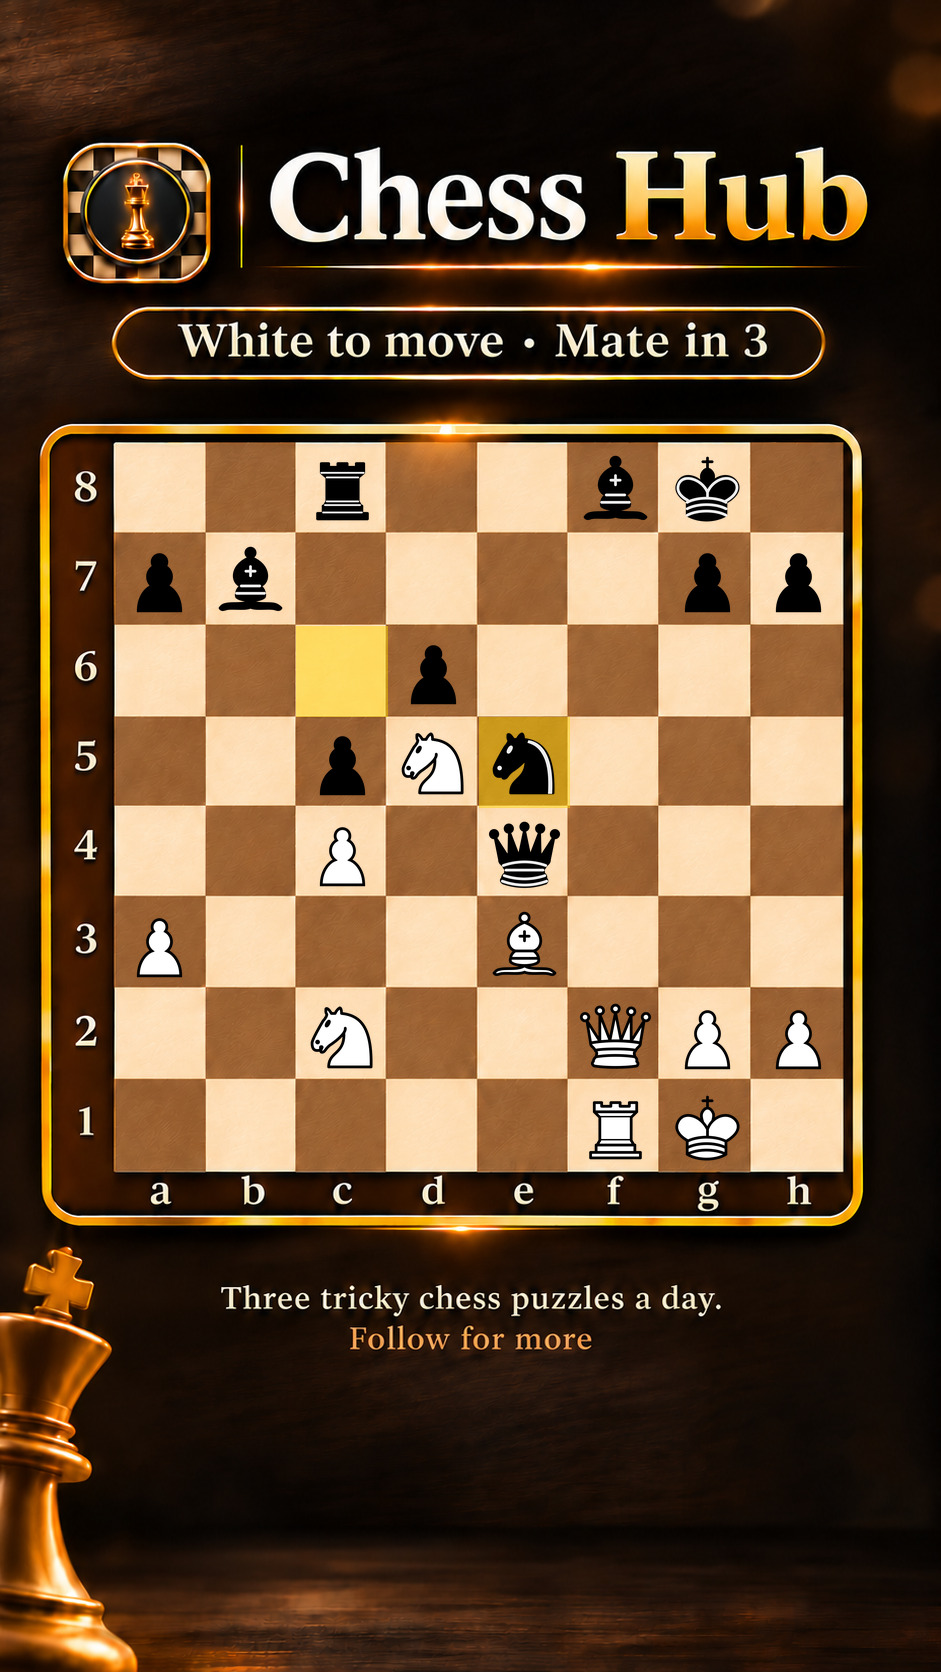 Chess Hub
White to move • Mate in 3
8
7
6
5
4
3
2
1
a b c d e f g h
Three tricky chess puzzles a day.
Follow for more